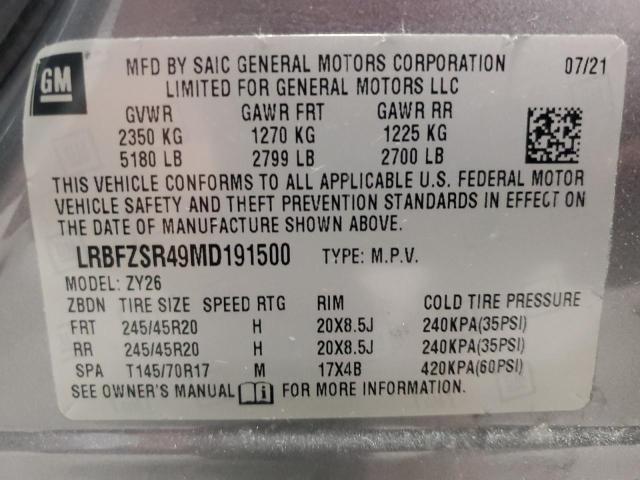 GM
MFD BY SAIC GENERAL MOTORS CORPORATION 07/21
LIMITED FOR GENERAL MOTORS LLC
GVWR GAWR FRT GAWR RR
2350 KG 1270 KG 1225 KG
5180 LB 2799 LB 2700 LB
THIS VEHICLE CONFORMS TO ALL APPLICABLE U.S. FEDERAL MOTOR
VEHICLE SAFETY AND THEFT PREVENTION STANDARDS IN EFFECT ON
THE DATE OF MANUFACTURE SHOWN ABOVE.
LRBFZSR49MD191500 TYPE: M.P.V.
MODEL: ZY26
ZBDN TIRE SIZE SPEED RTG RIM COLD TIRE PRESSURE
FRT 245/45R20 H 20X8.5J 240KPA(35PSI)
RR 245/45R20 H 20X8.5J 240KPA(35PSI)
SPA T145/70R17 M 17X4B 420KPA(60PSI)
SEE OWNER'S MANUAL i FOR MORE INFORMATION.